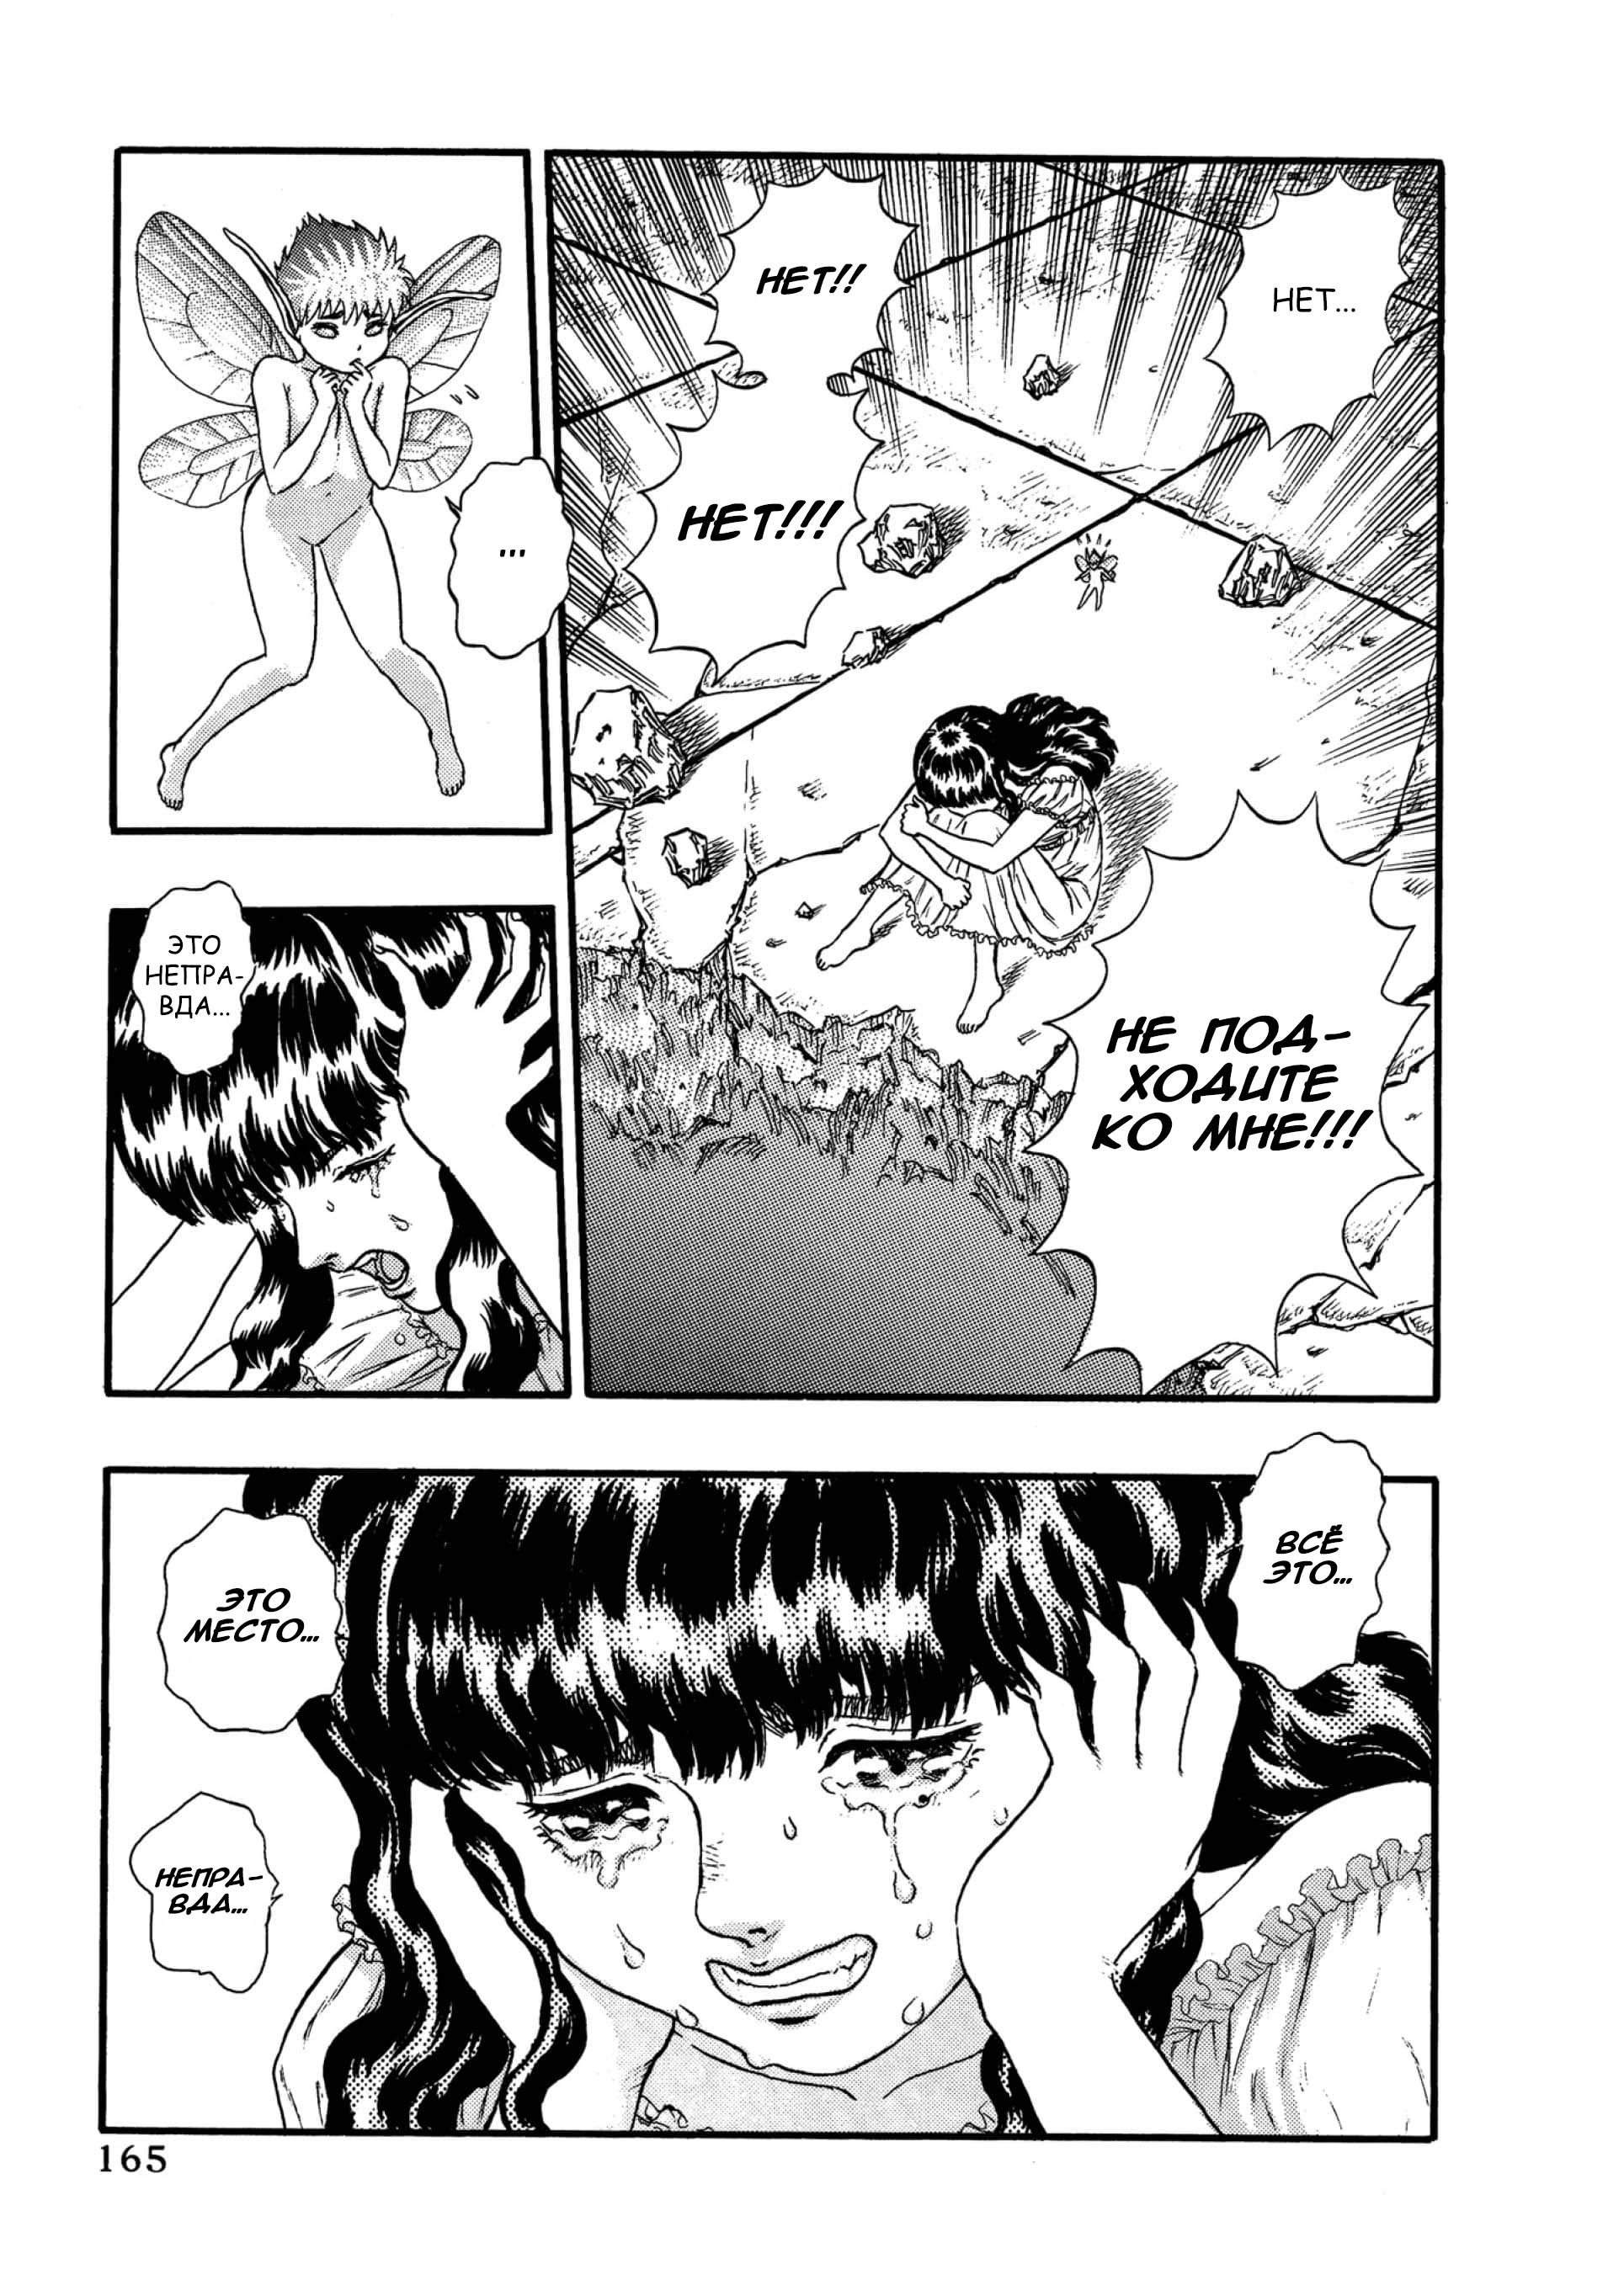 НЕТ...
НЕТ!!
НЕТ!!!
НЕ ПОД-
ХОДИТЕ
КО МНЕ!!!
...
ЭТО
НЕПРА-
ВДА...
ВСЁ
ЭТО...
ЭТО
МЕСТО...
НЕПРА-
ВДА...
165